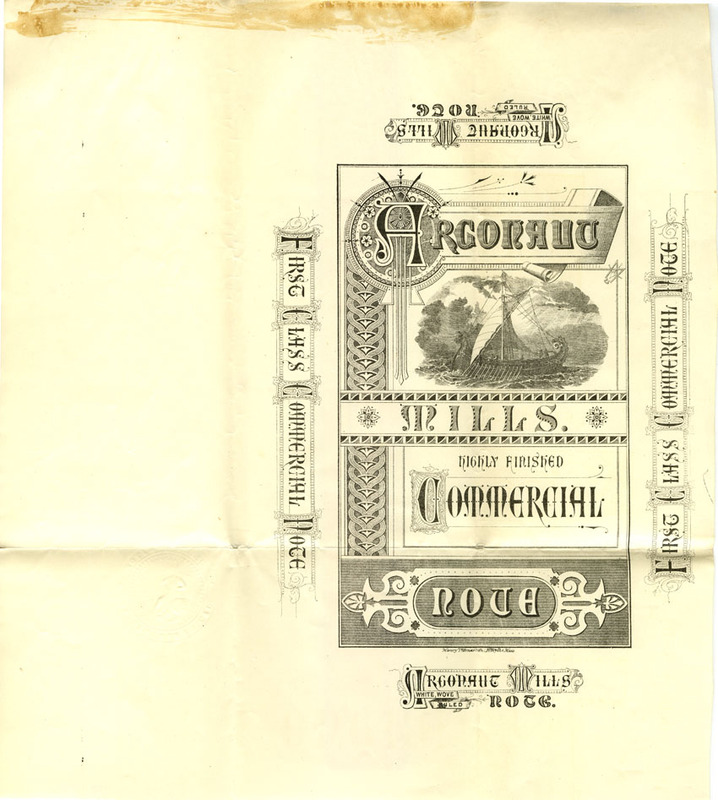 ARGONAUT MILLS
WHITE, WOVE
RULED
NOTE.
ARGONAUT
MILLS.
HIGHLY FINISHED
COMMERCIAL
NOTE
FIRST CLASS COMMERCIAL NOTE
FIRST CLASS COMMERCIAL NOTE
ARGONAUT MILLS
WHITE, WOVE
RULED
NOTE.